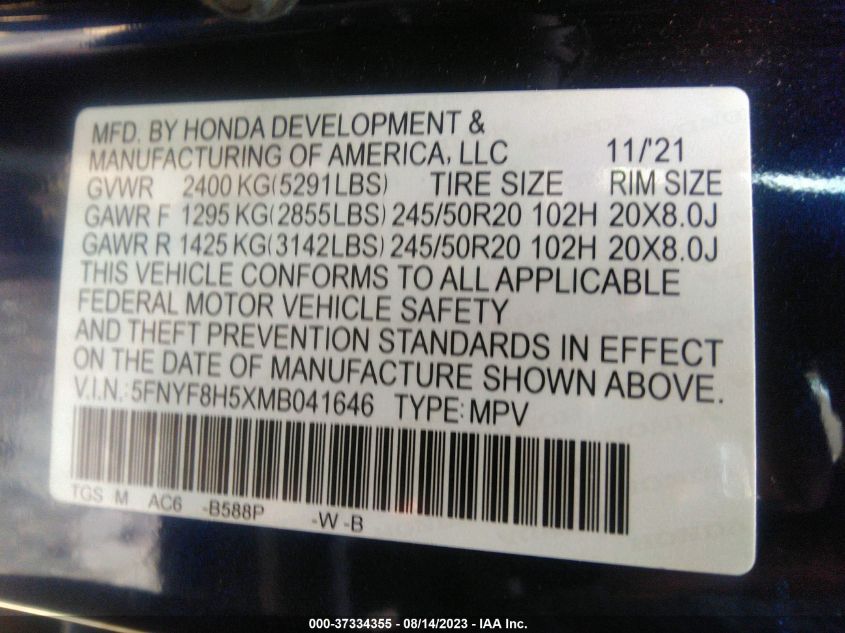 MFD. BY HONDA DEVELOPMENT &
MANUFACTURING OF AMERICA, LLC 11/'21
GVWR 2400 KG(5291LBS) TIRE SIZE RIM SIZE
GAWR F 1295 KG(2855LBS) 245/50R20 102H 20X8.0J
GAWR R 1425 KG(3142LBS) 245/50R20 102H 20X8.0J
THIS VEHICLE CONFORMS TO ALL APPLICABLE
FEDERAL MOTOR VEHICLE SAFETY
AND THEFT PREVENTION STANDARDS IN EFFECT
ON THE DATE OF MANUFACTURE SHOWN ABOVE.
V.I.N.: 5FNYF8H5XMB041646 TYPE: MPV
TGS M AC6 -B588P -W -B
000-37334355 - 08/14/2023 - IAA Inc.